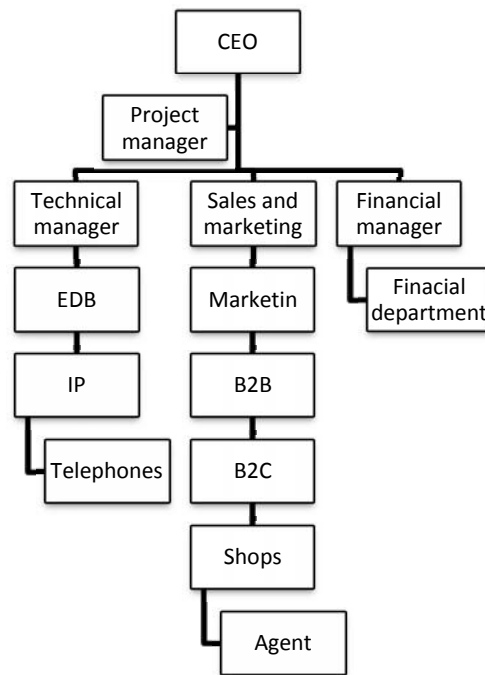 CEO
Project
manager
Technical
manager
Sales and
marketing
Financial
manager
EDB
Marketin
Finacial
department
IP
B2B
Telephones
B2C
Shops
Agent